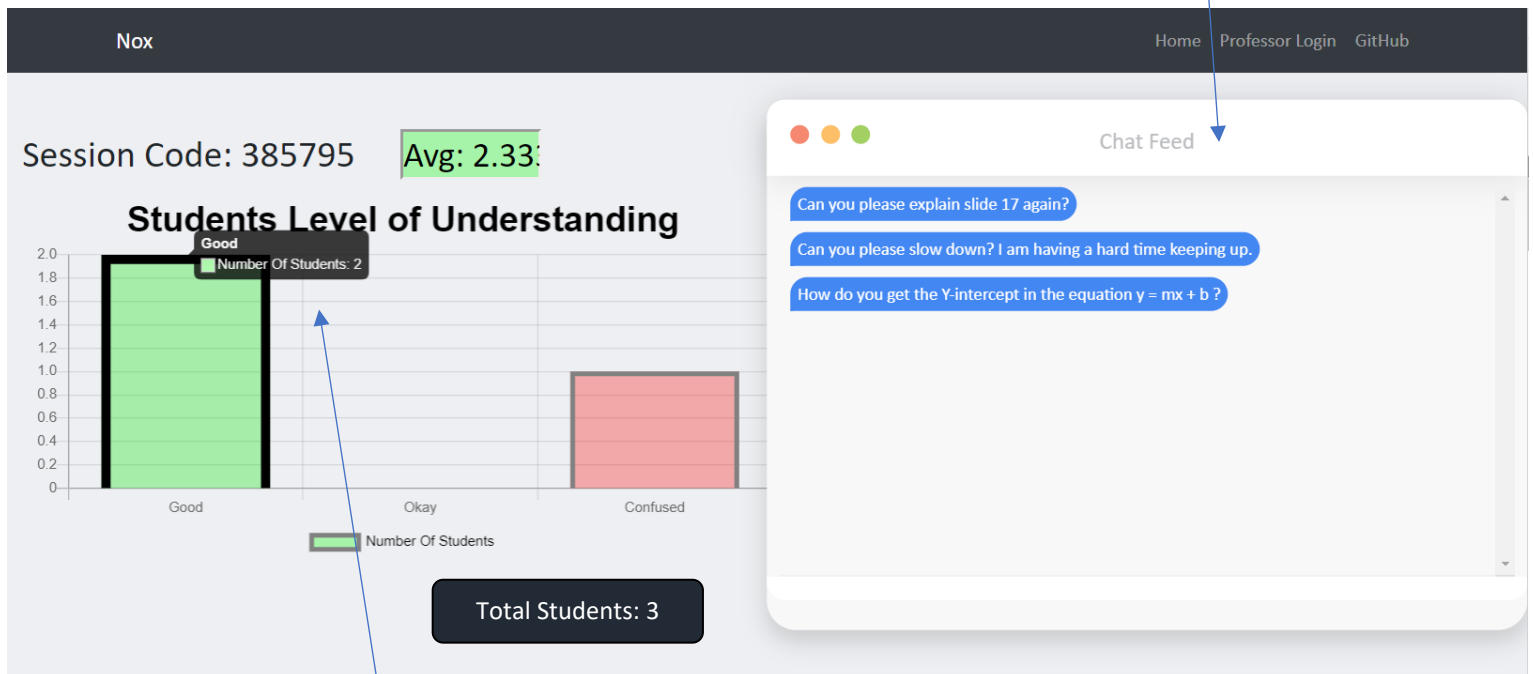 Nox
Home Professor Login GitHub
Session Code: 385795
Avg: 2.33
Students Level of Understanding
Good
Number Of Students: 2
2.0
1.8
1.6
1.4
1.2
1.0
0.8
0.6
0.4
0.2
0
Good Okay Confused
Number Of Students
Total Students: 3
Chat Feed
Can you please explain slide 17 again?
Can you please slow down? I am having a hard time keeping up.
How do you get the Y-intercept in the equation y = mx + b ?